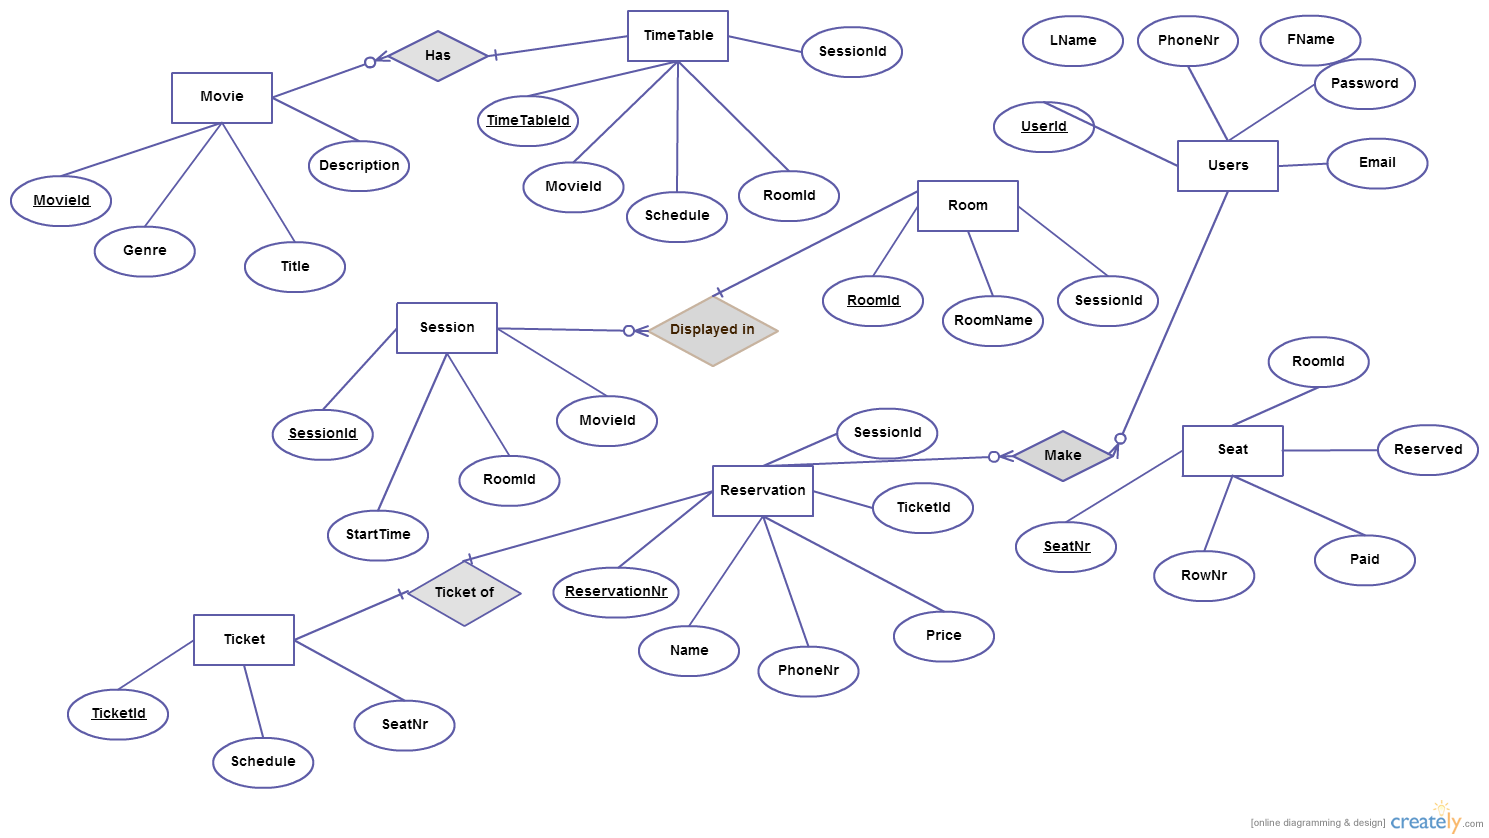 TimeTable
LName
PhoneNr
FName
Has
SessionId
Movie
Password
TimeTableId
UserId
Description
Users
Email
MovieId
MovieId
RoomId
Schedule
Room
Genre
Title
RoomId
SessionId
RoomName
Session
Displayed in
RoomId
SessionId
MovieId
SessionId
Make
Seat
Reserved
RoomId
Reservation
TicketId
StartTime
SeatNr
Paid
RowNr
Ticket of
ReservationNr
Ticket
Name
Price
PhoneNr
TicketId
SeatNr
Schedule
[online diagramming & design] creately.com